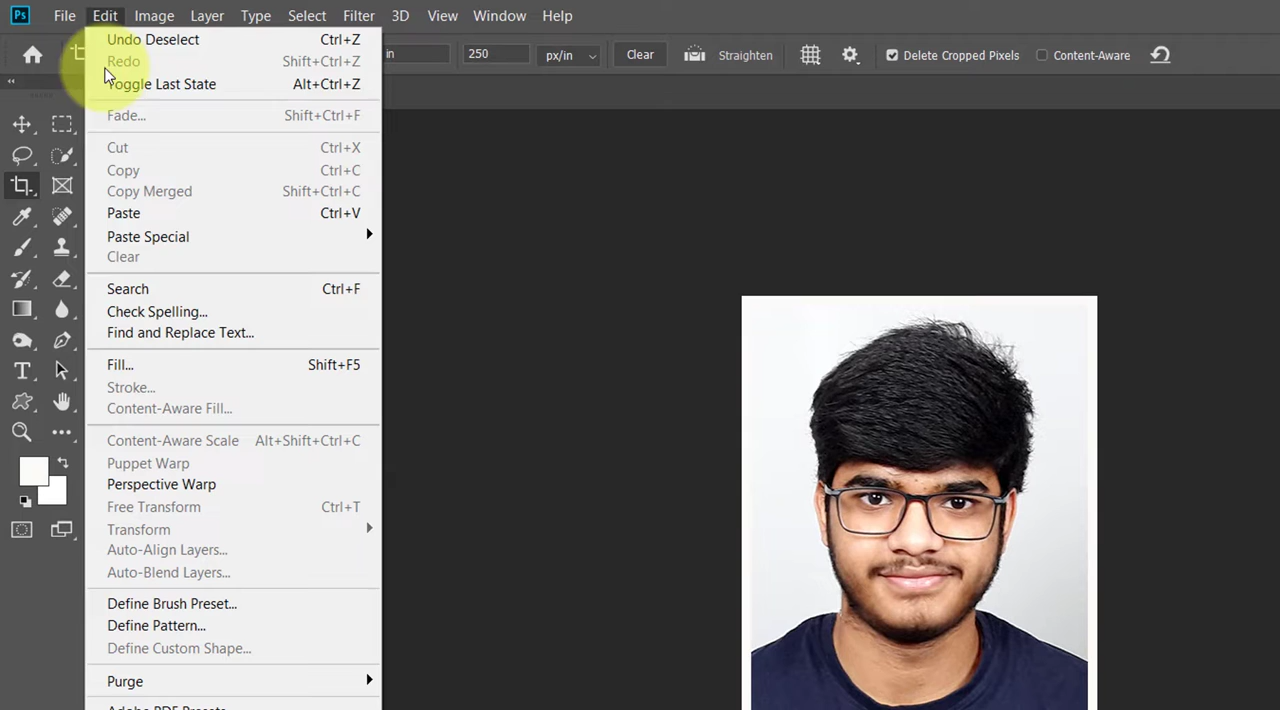 Ps File Edit Image Layer Type Select Filter 3D View Window Help
in 250 px/in Clear Straighten Delete Cropped Pixels Content-Aware
Undo Deselect Ctrl+Z
Redo Shift+Ctrl+Z
Toggle Last State Alt+Ctrl+Z
Fade... Shift+Ctrl+F
Cut Ctrl+X
Copy Ctrl+C
Copy Merged Shift+Ctrl+C
Paste Ctrl+V
Paste Special
Clear
Search Ctrl+F
Check Spelling...
Find and Replace Text...
Fill... Shift+F5
Stroke...
Content-Aware Fill...
Content-Aware Scale Alt+Shift+Ctrl+C
Puppet Warp
Perspective Warp
Free Transform Ctrl+T
Transform
Auto-Align Layers...
Auto-Blend Layers...
Define Brush Preset...
Define Pattern...
Define Custom Shape...
Purge
Adobe PDF Presets